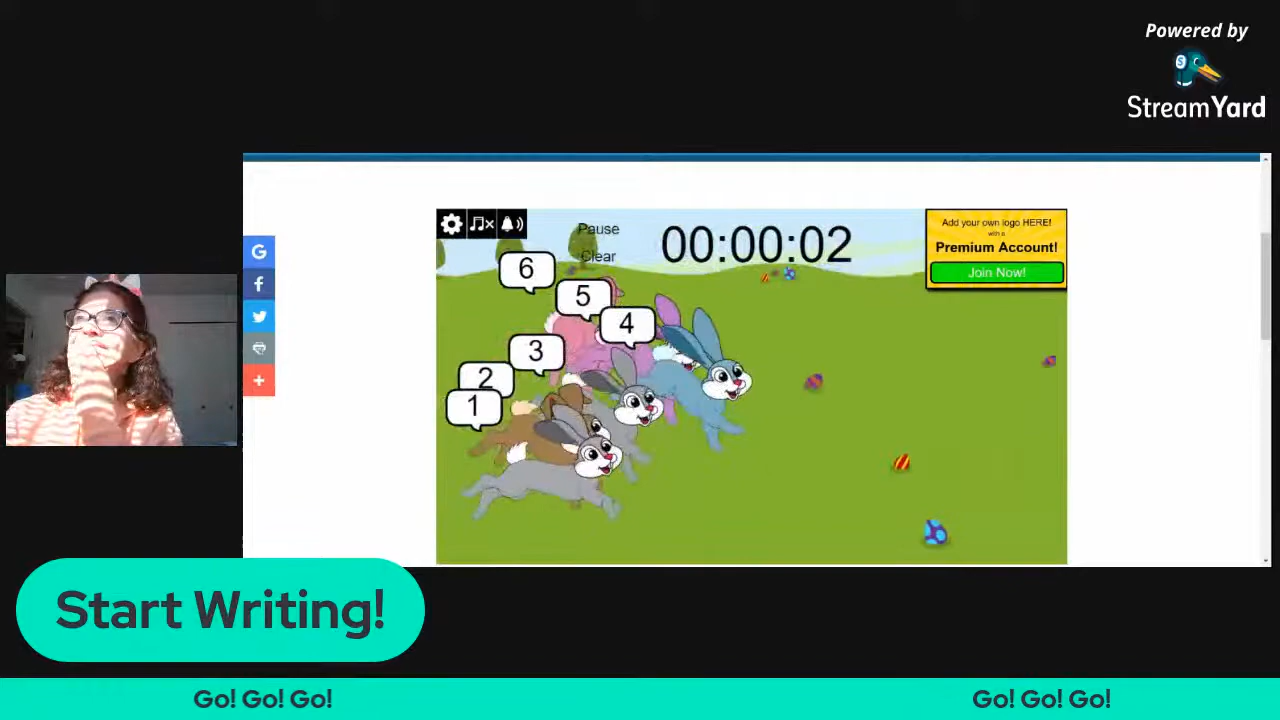 Powered by
StreamYard
Pause
Clear
00:00:02
Add your own logo HERE!
with a
Premium Account!
Join Now!
6
5
4
3
2
1
G
f
+
Start Writing!
Go! Go! Go!
Go! Go! Go!